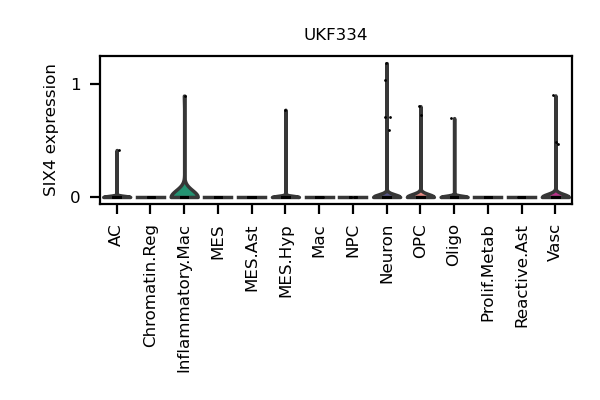 UKF334
SIX4 expression
1
0
AC
Chromatin.Reg
Inflammatory.Mac
MES
MES.Ast
MES.Hyp
Mac
NPC
Neuron
OPC
Oligo
Prolif.Metab
Reactive.Ast
Vasc